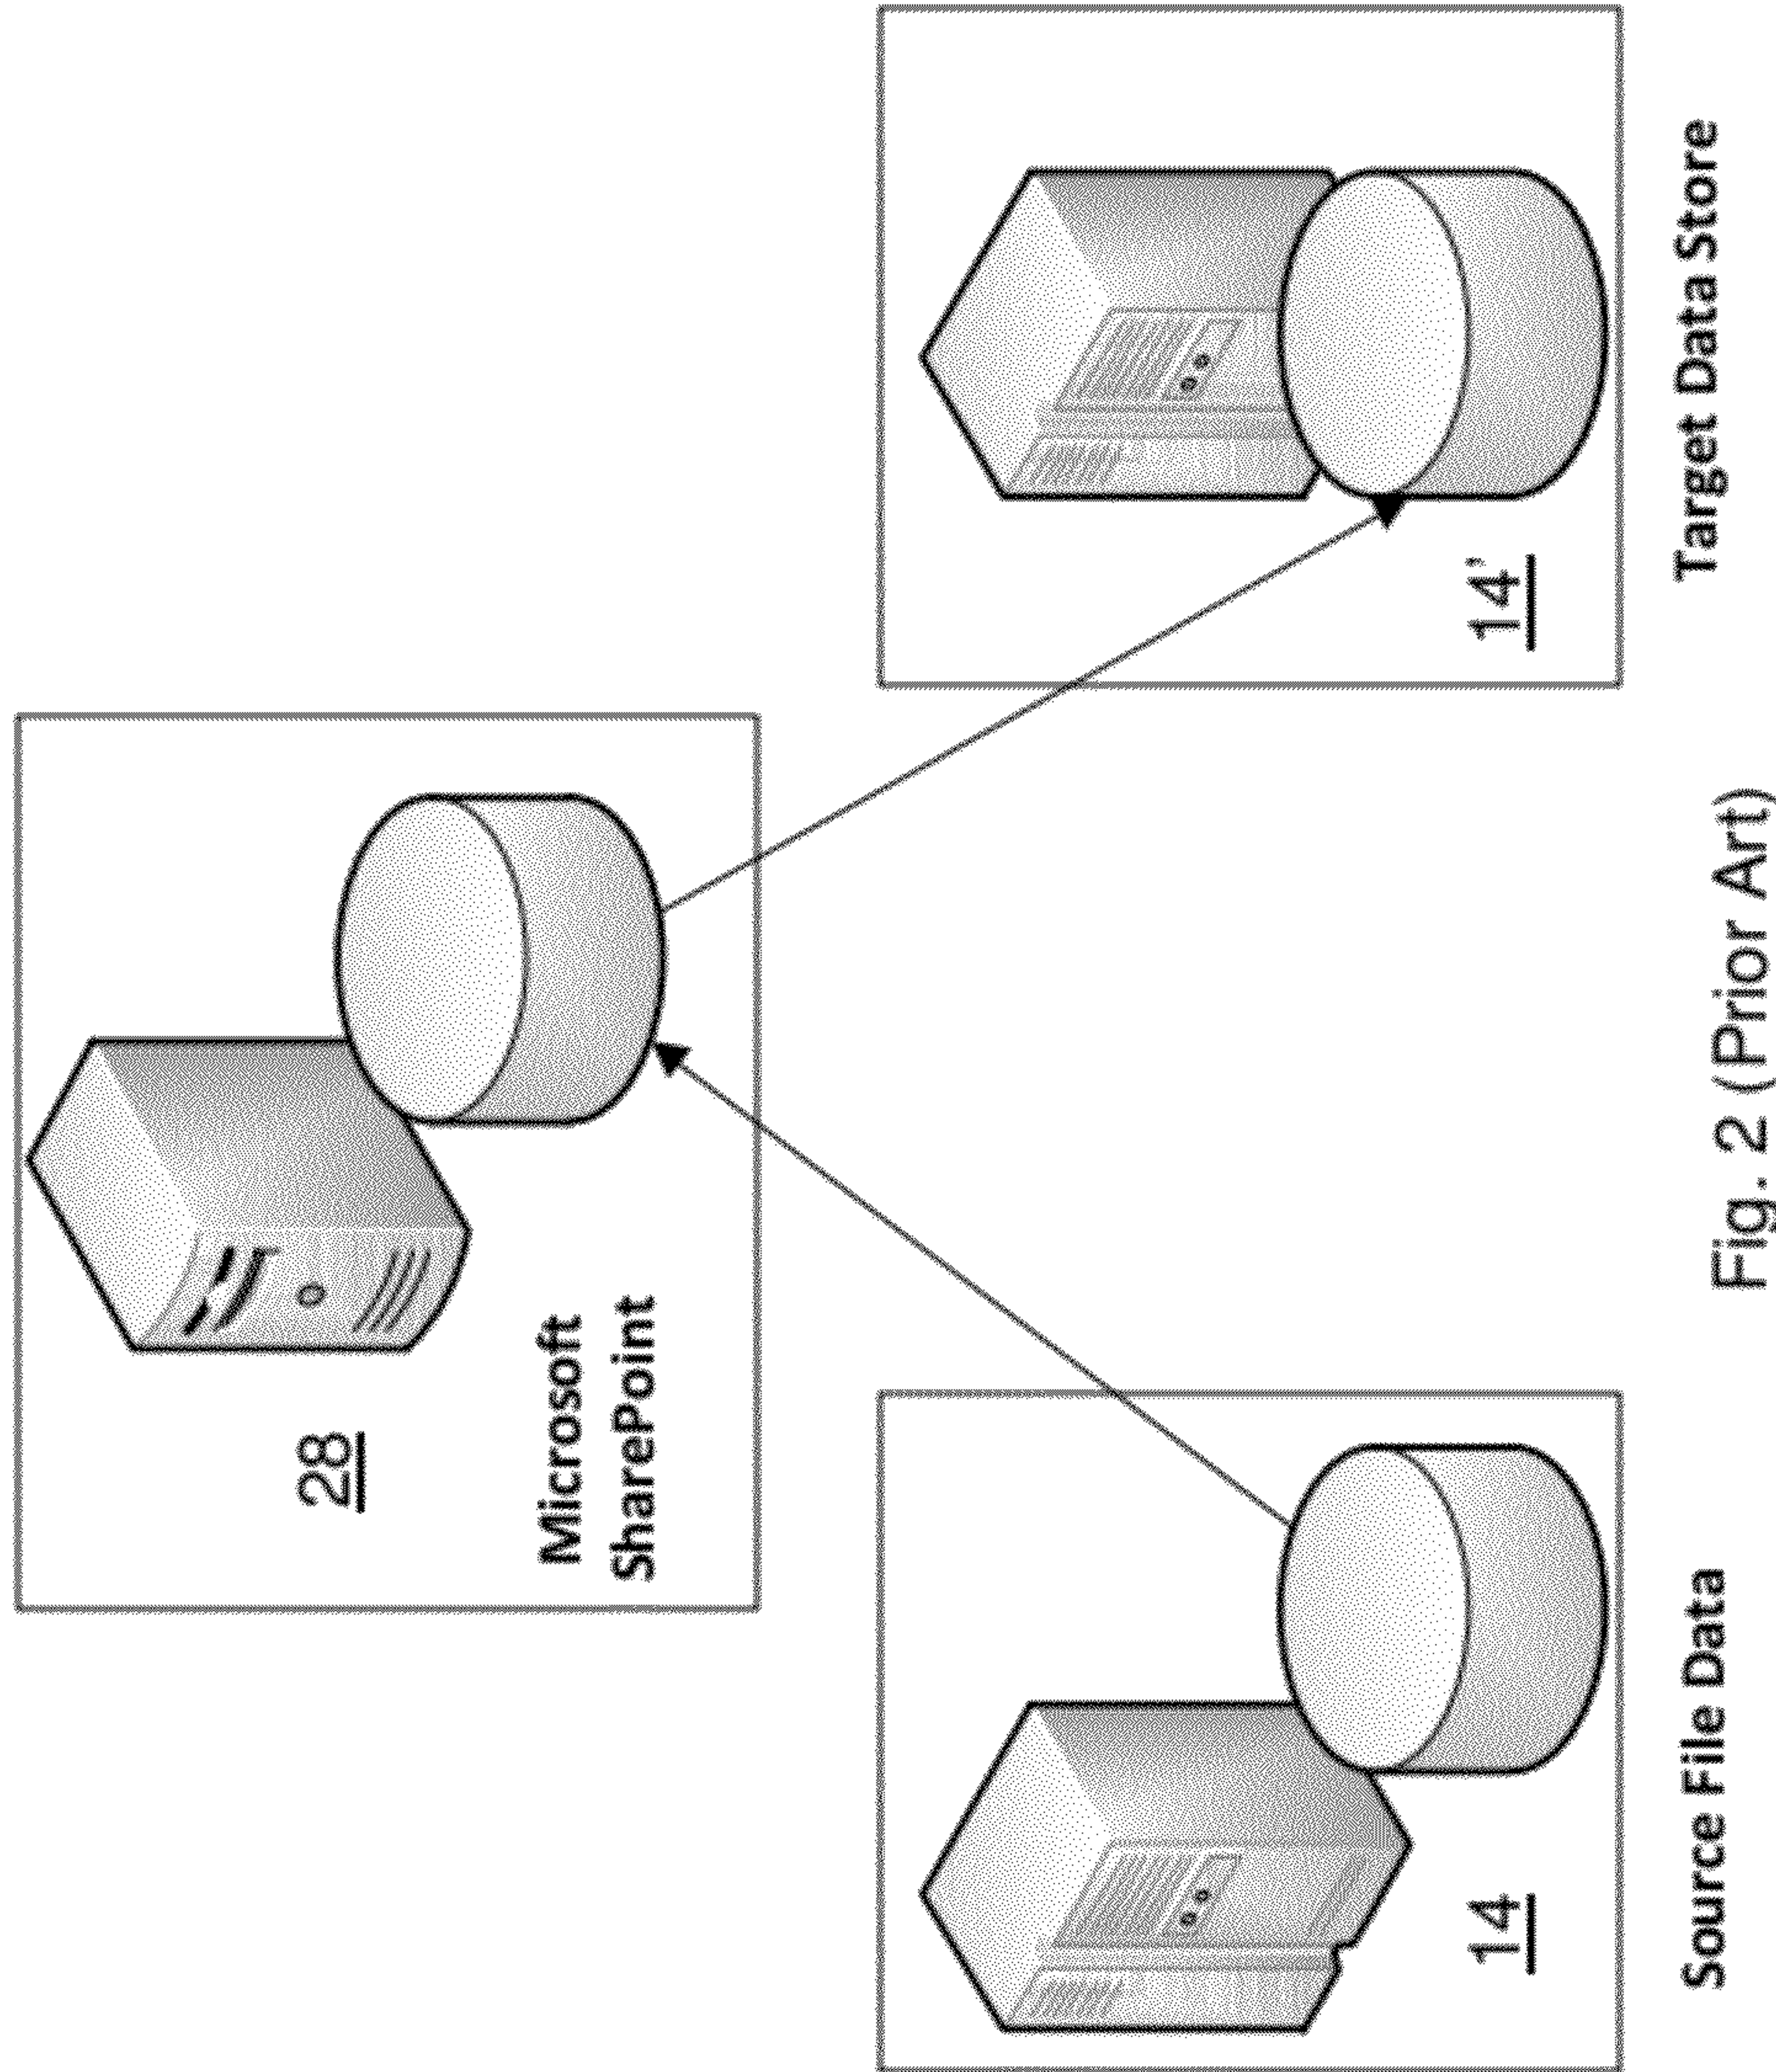 28
Microsoft
SharePoint
14
14'
Source File Data
Target Data Store
Fig. 2 (Prior Art)